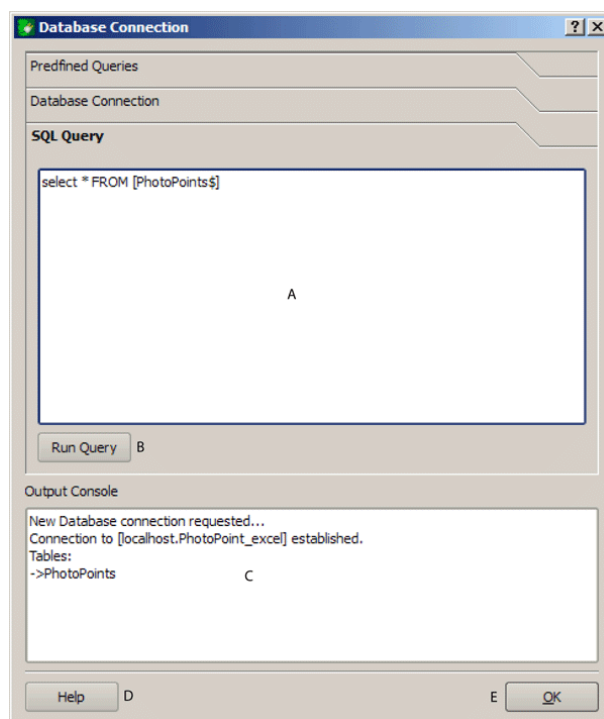 Database Connection
Predfined Queries
Database Connection
SQL Query
select * FROM [PhotoPoints$]
A
Run Query B
Output Console
New Database connection requested...
Connection to [localhost.PhotoPoint_excel] established.
Tables:
->PhotoPoints
C
Help D E OK